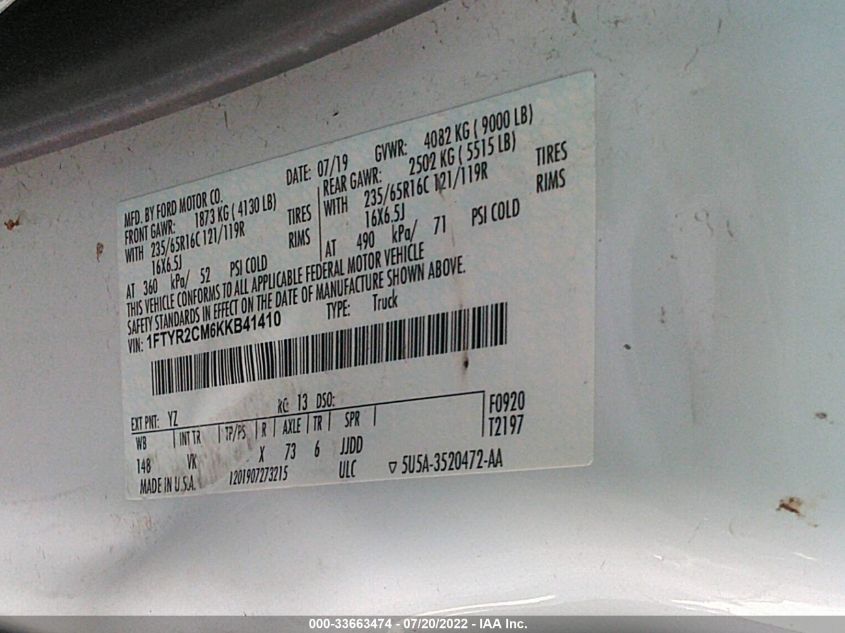 MFD. BY FORD MOTOR CO. DATE: 07/19 GVWR: 4082 KG ( 9000 LB)
FRONT GAWR: 1873 KG ( 4130 LB) REAR GAWR: 2502 KG ( 5515 LB)
WITH 235/65R16C 121/119R TIRES WITH 235/65R16C 121/119R TIRES
16X6.5J RIMS 16X6.5J RIMS
AT 360 kPa/ 52 PSI COLD AT 490 kPa/ 71 PSI COLD
THIS VEHICLE CONFORMS TO ALL APPLICABLE FEDERAL MOTOR VEHICLE
SAFETY STANDARDS IN EFFECT ON THE DATE OF MANUFACTURE SHOWN ABOVE.
VIN: 1FTYR2CM6KKB41410 TYPE: Truck
EXT PNT: YZ RC: 13 DSO: F0920
WB INT TR TP/PS R AXLE TR SPR T2197
148 VK X 73 6 JJDD
MADE IN U.S.A. 1201907273215 ULC ▽ 5U5A-3520472-AA
000-33663474 / 07/20/2022 - IAA Inc.